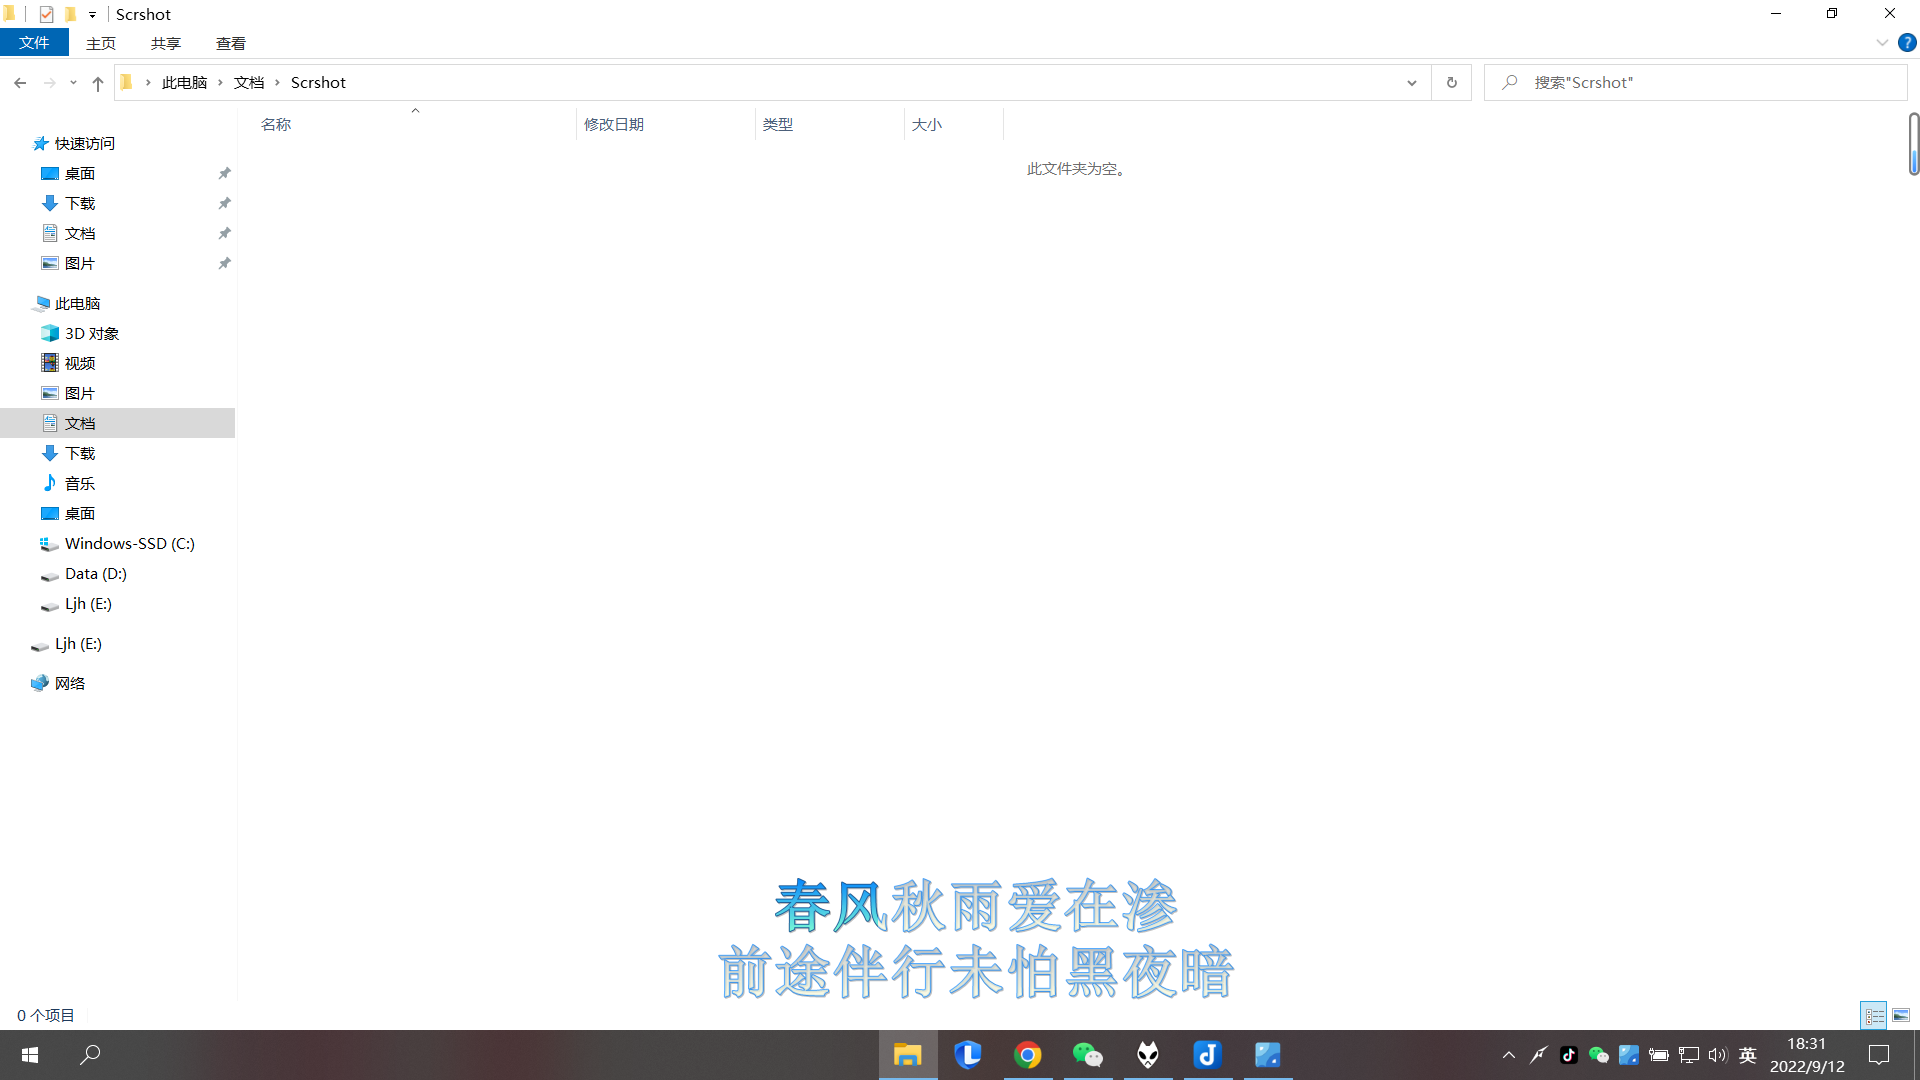 Scrshot
文件 主页 共享 查看
此电脑 文档 Scrshot 搜索"Scrshot"
名称 修改日期 类型 大小
此文件夹为空。
快速访问
桌面
下载
文档
图片
此电脑
3D 对象
视频
图片
文档
下载
音乐
桌面
Windows-SSD (C:)
Data (D:)
Ljh (E:)
Ljh (E:)
网络
春风秋雨爱在渗
前途伴行未怕黑夜暗
0 个项目
英
18:31
2022/9/12